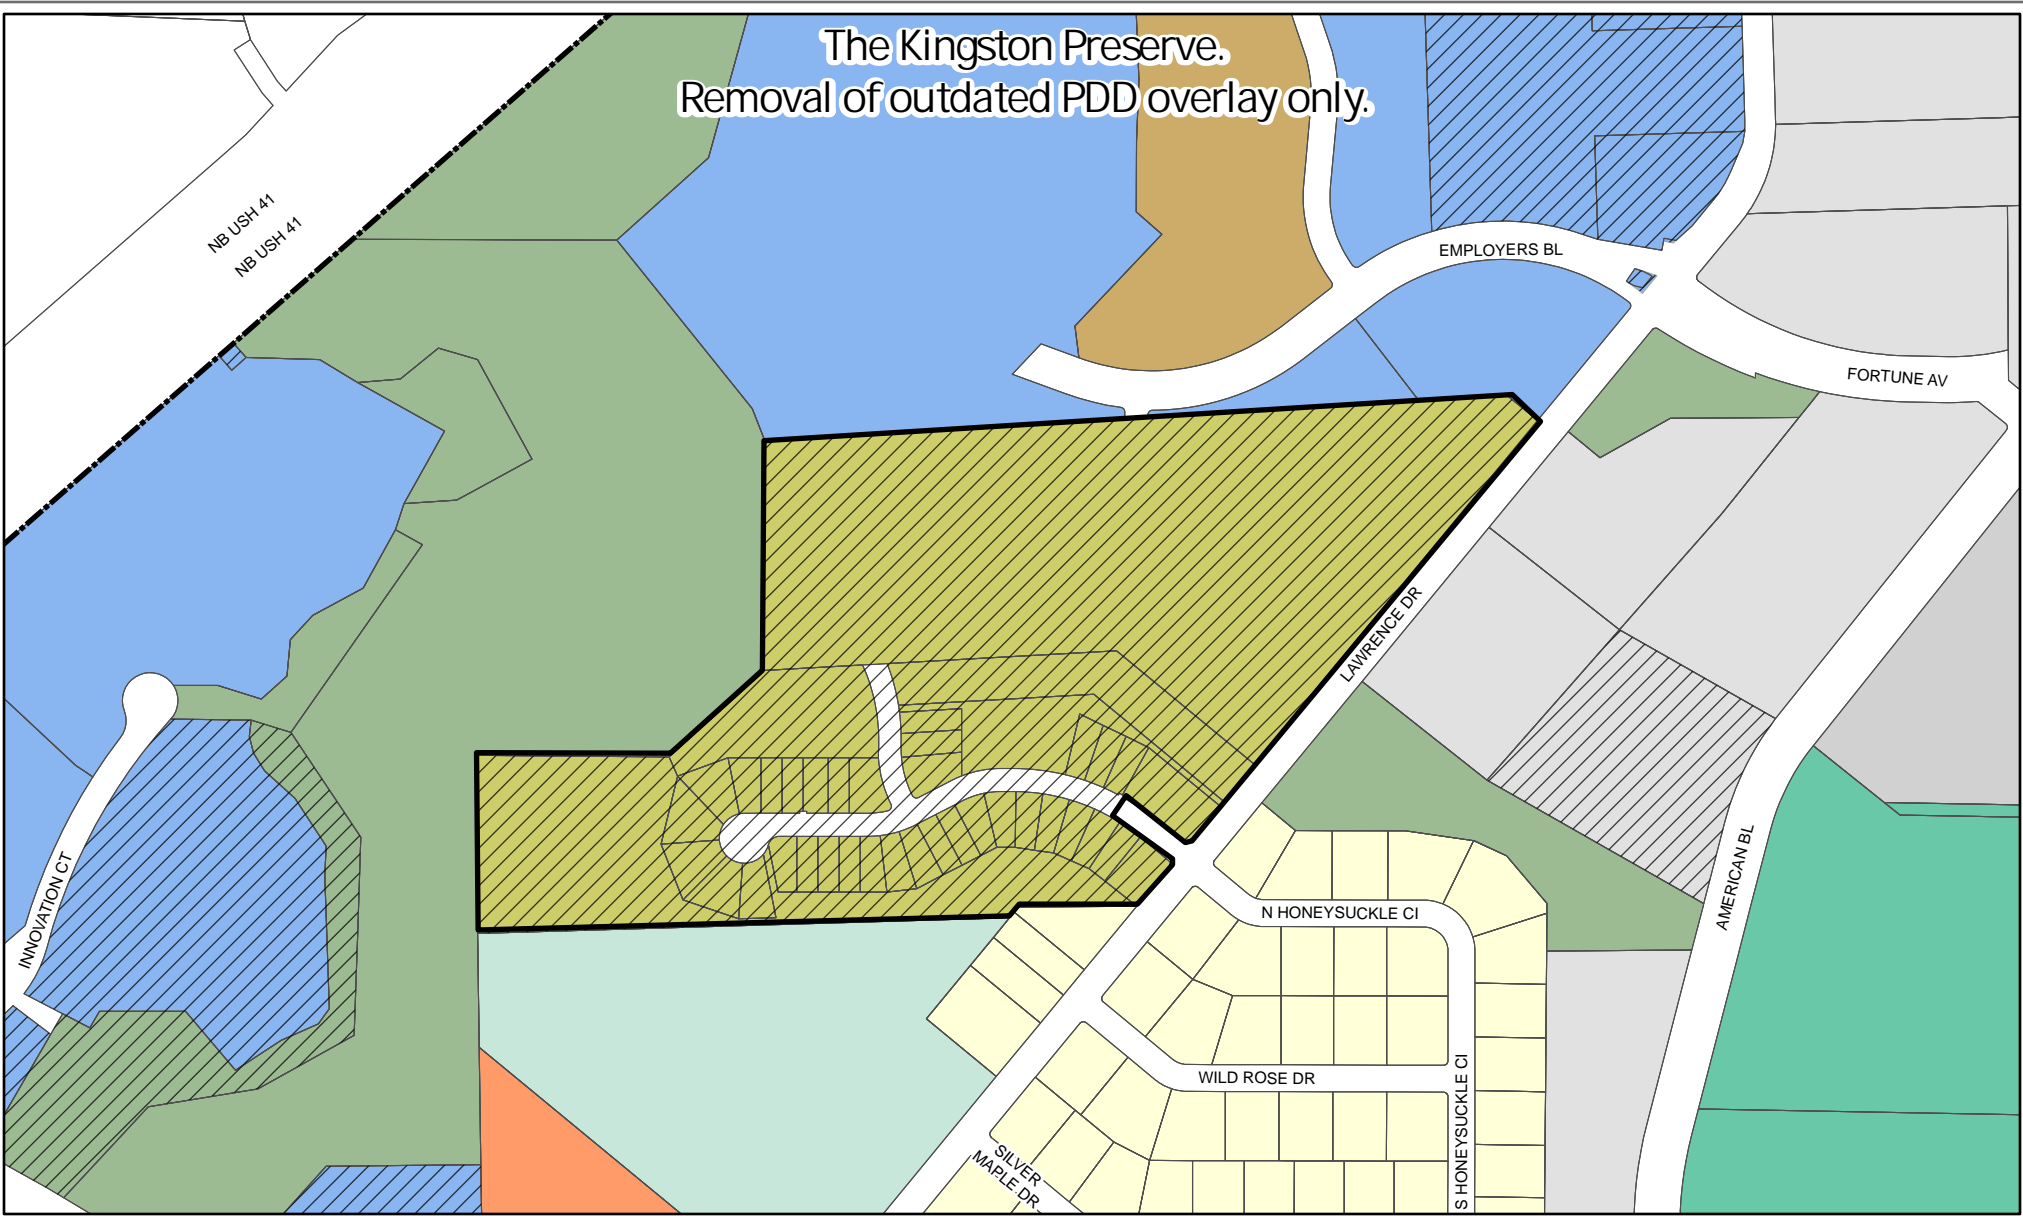 The Kingston Preserve.
Removal of outdated PDD overlay only.
NB USH 41
NB USH 41
EMPLOYERS BL
FORTUNE AV
LAWRENCE DR
AMERICAN BL
INNOVATION CT
N HONEYSUCKLE CI
WILD ROSE DR
S HONEYSUCKLE CI
SILVER
MAPLE DR